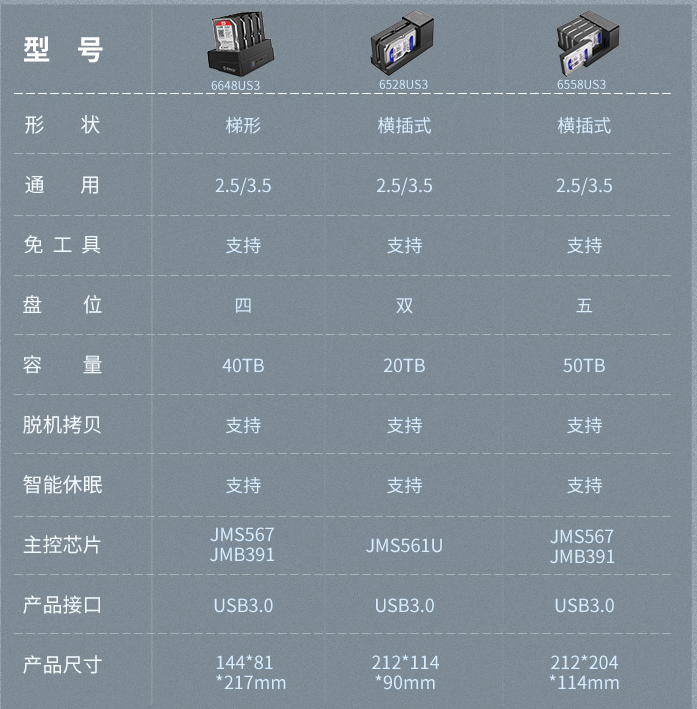 型 号
6648US3 6528US3 6558US3
形 状 梯形 横插式 横插式
通 用 2.5/3.5 2.5/3.5 2.5/3.5
免 工 具 支持 支持 支持
盘 位 四 双 五
容 量 40TB 20TB 50TB
脱机拷贝 支持 支持 支持
智能休眠 支持 支持 支持
主控芯片 JMS567 JMS561U JMS567
JMB391 JMB391
产品接口 USB3.0 USB3.0 USB3.0
产品尺寸 144*81 212*114 212*204
*217mm *90mm *114mm